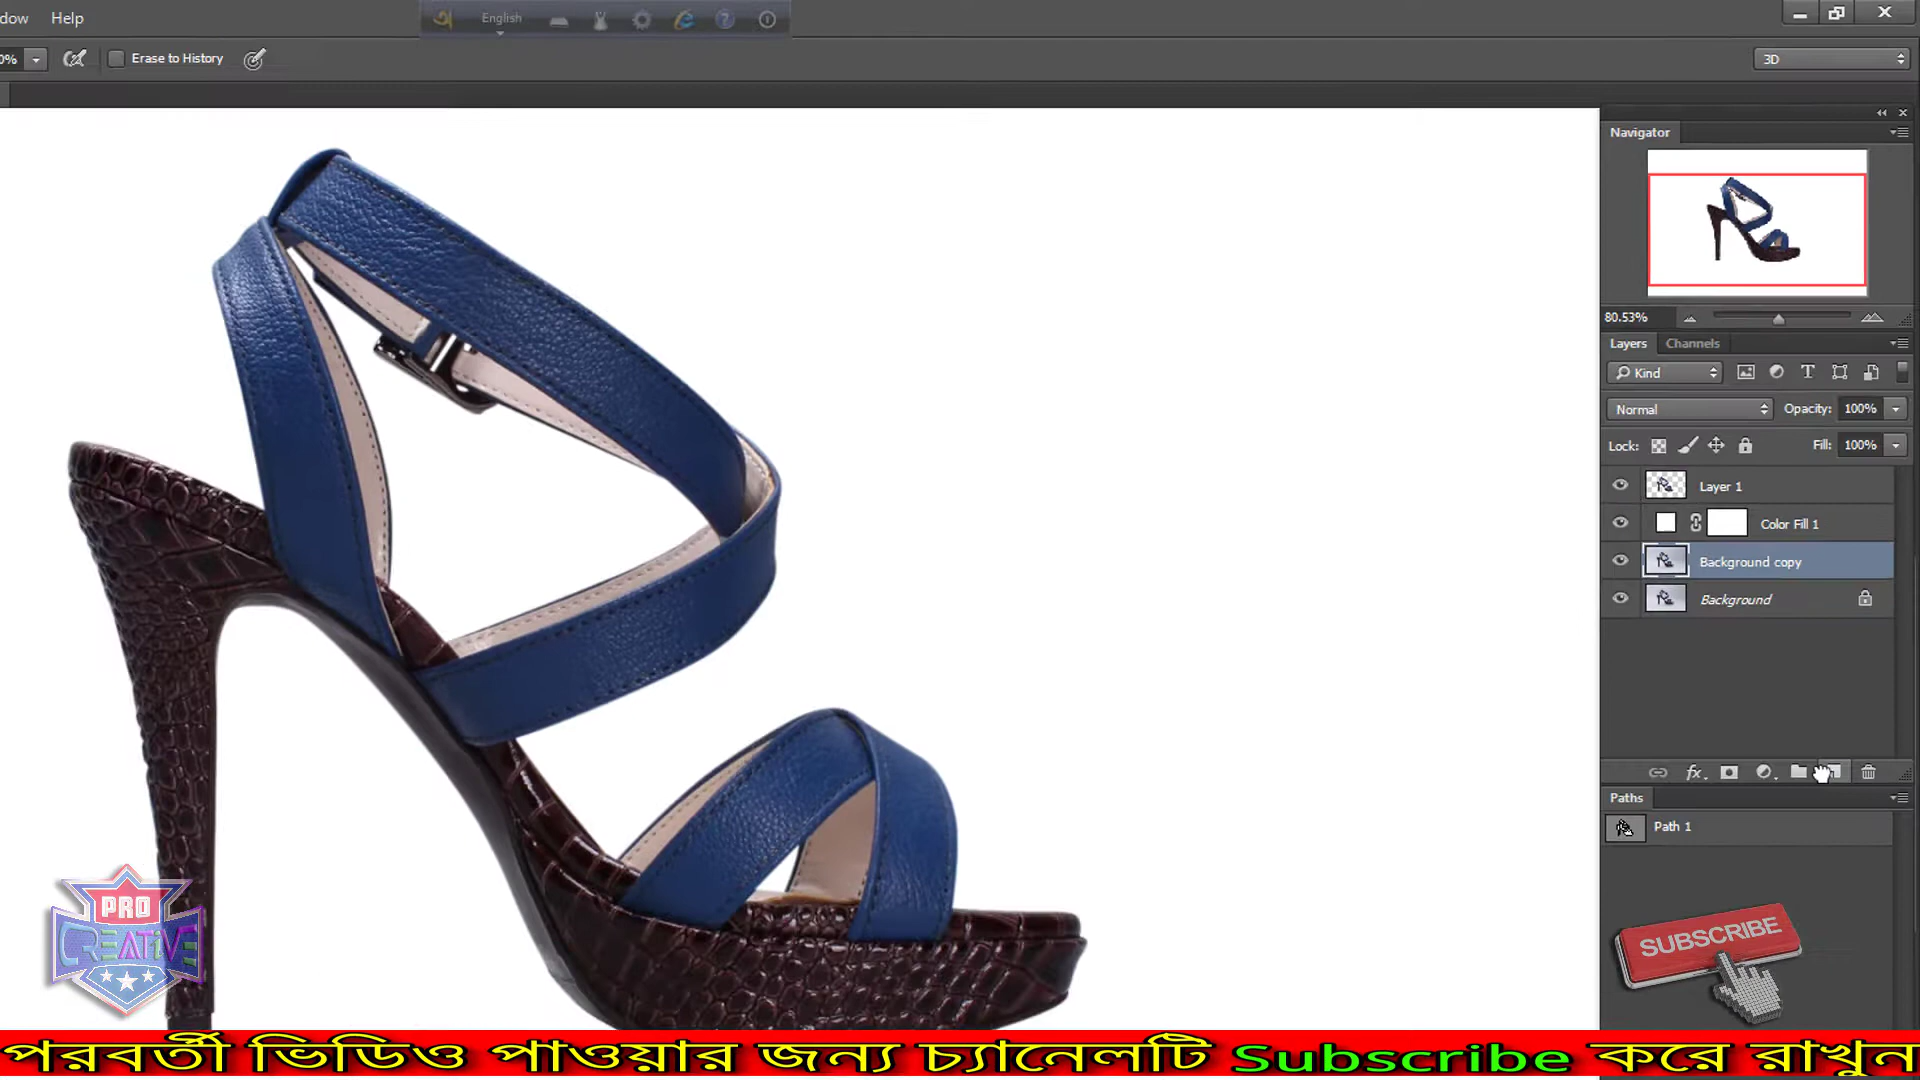 dow Help
English
0% Erase to History
3D
Navigator
80.53%
Layers Channels
Kind
Normal Opacity: 100%
Lock: Fill: 100%
Layer 1
Color Fill 1
Background copy
Background
fx
Paths
Path 1
PRO
CREATIVE
SUBSCRIBE
পরবর্তী ভিডিও পাওয়ার জন্য চ্যানেলটি Subscribe করে রাখুন